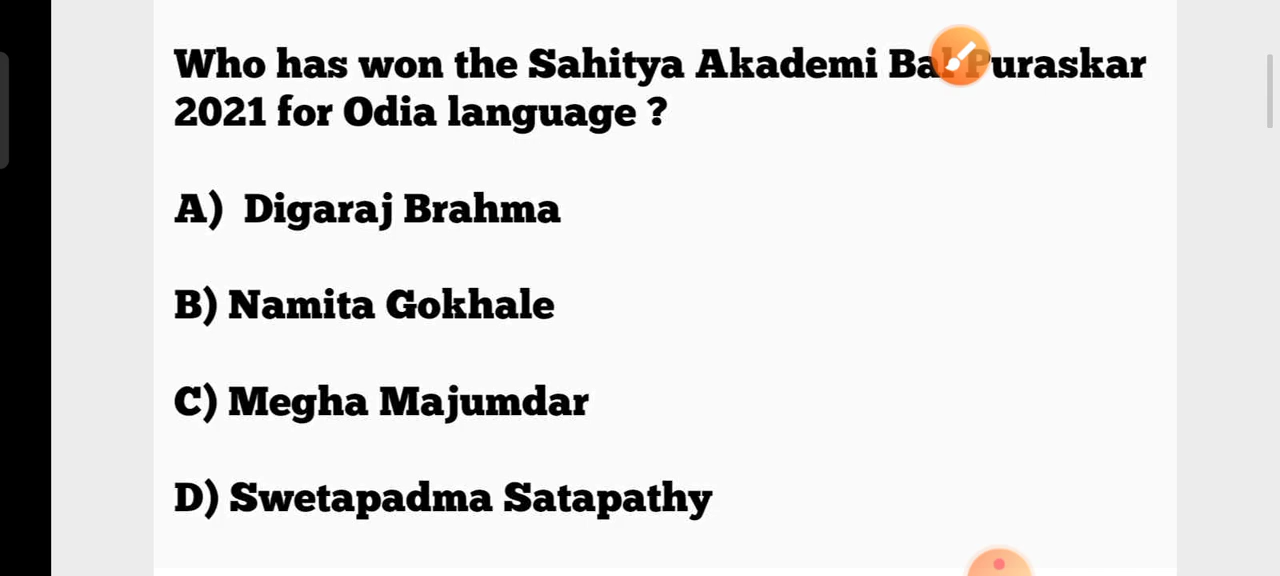 Who has won the Sahitya Akademi Bal Puraskar
2021 for Odia language ?
A) Digaraj Brahma
B) Namita Gokhale
C) Megha Majumdar
D) Swetapadma Satapathy